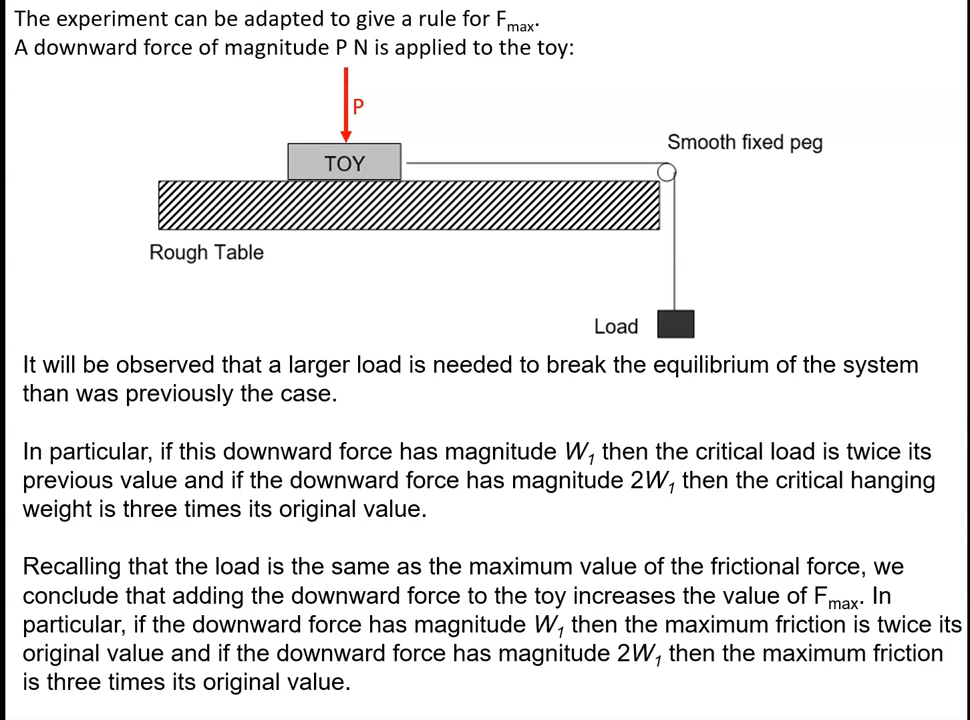 The experiment can be adapted to give a rule for Fmax.
A downward force of magnitude P N is applied to the toy:
P
Smooth fixed peg
TOY
Rough Table
Load
It will be observed that a larger load is needed to break the equilibrium of the system
than was previously the case.
In particular, if this downward force has magnitude W1 then the critical load is twice its
previous value and if the downward force has magnitude 2W1 then the critical hanging
weight is three times its original value.
Recalling that the load is the same as the maximum value of the frictional force, we
conclude that adding the downward force to the toy increases the value of Fmax. In
particular, if the downward force has magnitude W1 then the maximum friction is twice its
original value and if the downward force has magnitude 2W1 then the maximum friction
is three times its original value.